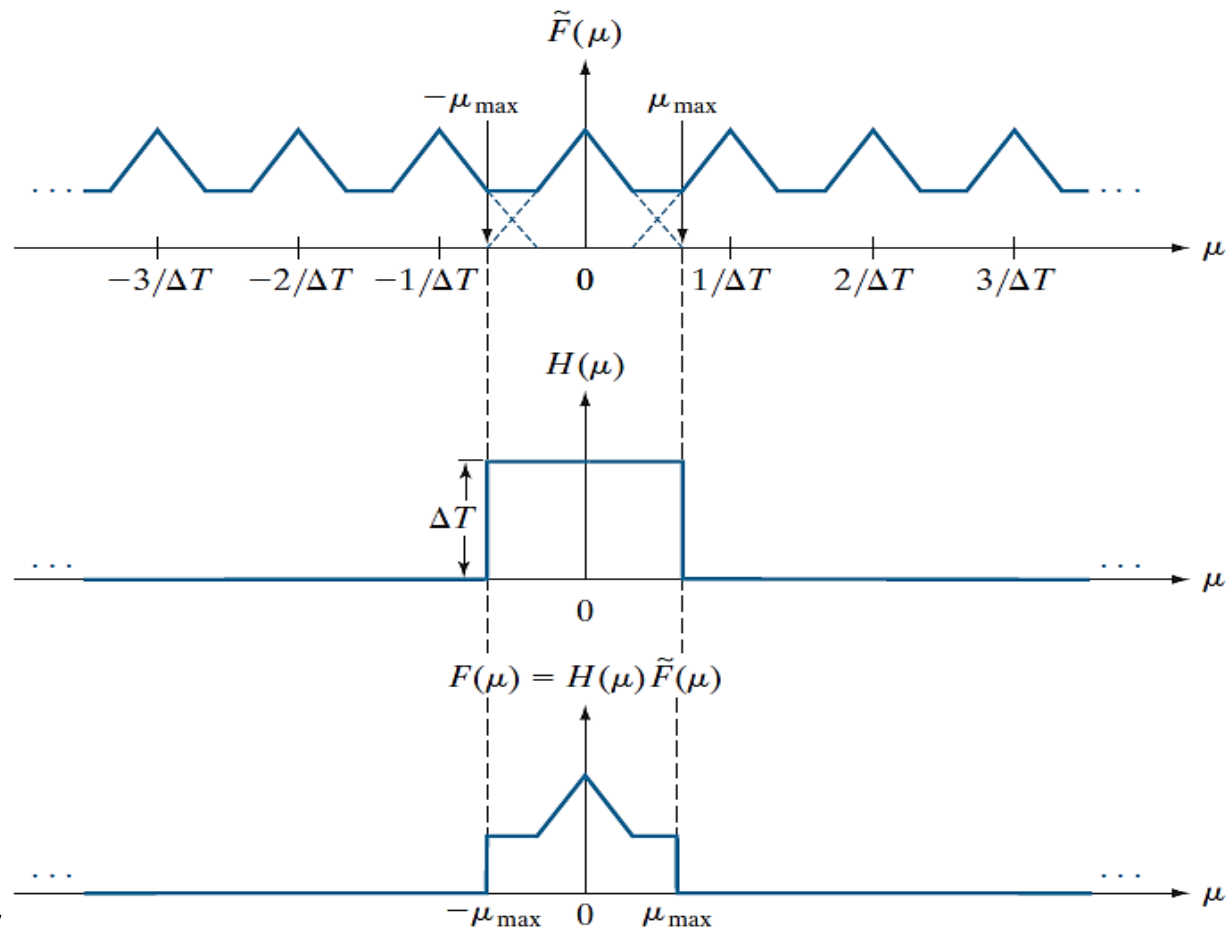 F̃(μ)
−μmax μmax
··· ···
−3/ΔT −2/ΔT −1/ΔT 0 1/ΔT 2/ΔT 3/ΔT μ
H(μ)
ΔT
··· ···
0 μ
F(μ) = H(μ)F̃(μ)
··· ···
−μmax 0 μmax μ